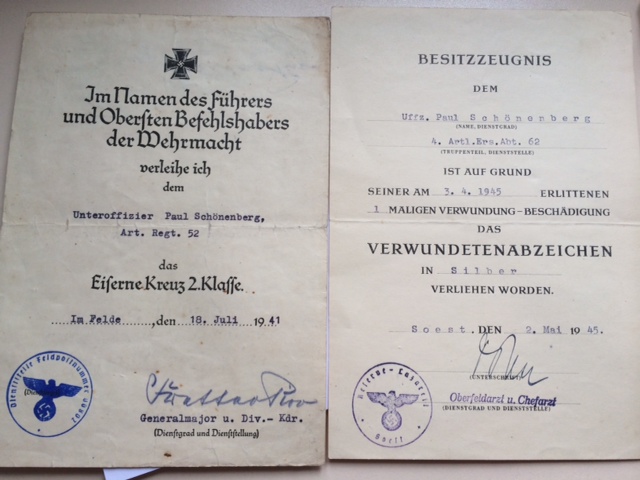 Im Namen des Führers
und Obersten Befehlshabers
der Wehrmacht
verleihe ich
dem
Unteroffizier Paul Schönenberg,
Art. Regt. 52
das
Eiserne Kreuz 2. Klasse.
Im Felde, den 18. Juli 1941
Dienststelle Feldpostnummer
Generalmajor u. Div.- Kdr.
(Dienstgrad und Dienststellung)
BESITZZEUGNIS
DEM
Uffz. Paul Schönenberg
(NAME, DIENSTGRAD)
4. Artl.Ers.Abt. 62
(TRUPPENTEIL, DIENSTSTELLE)
IST AUF GRUND
SEINER AM 3. 4. 1945 ERLITTENEN
1 MALIGEN VERWUNDUNG-BESCHÄDIGUNG
DAS
VERWUNDETENABZEICHEN
IN Silber
VERLIEHEN WORDEN.
Soest, DEN 2. Mai 1945.
(UNTERSCHRIFT)
Reserve-Lazarett
Oberfeldarzt u. Chefarzt
(DIENSTGRAD UND DIENSTSTELLE)